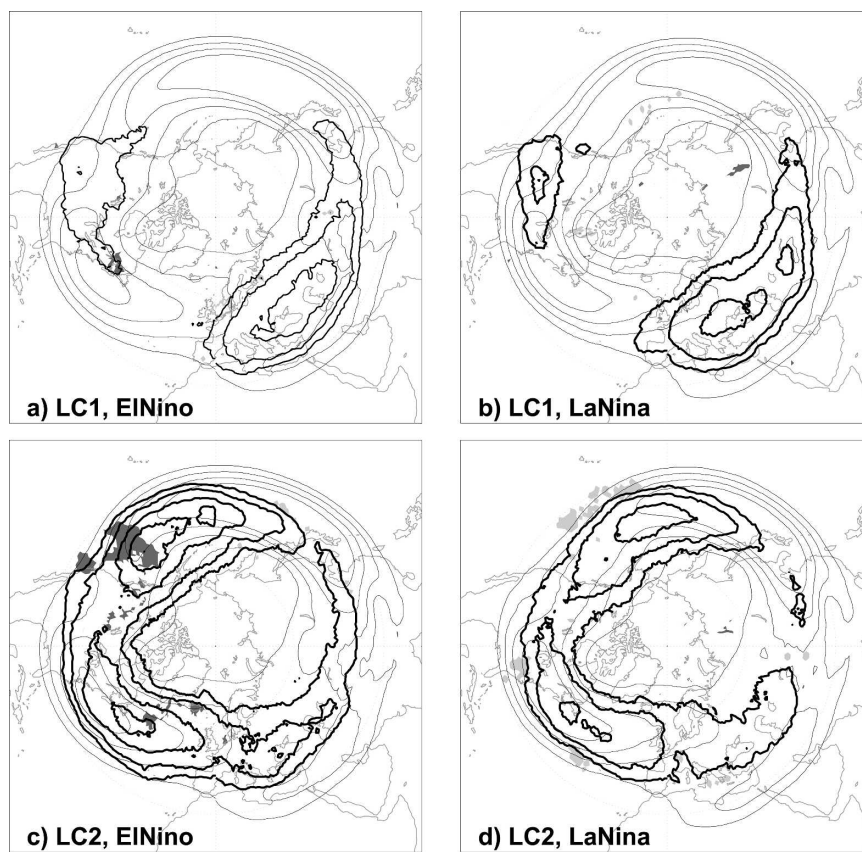 a) LC1, ElNino
b) LC1, LaNina
c) LC2, ElNino
d) LC2, LaNina